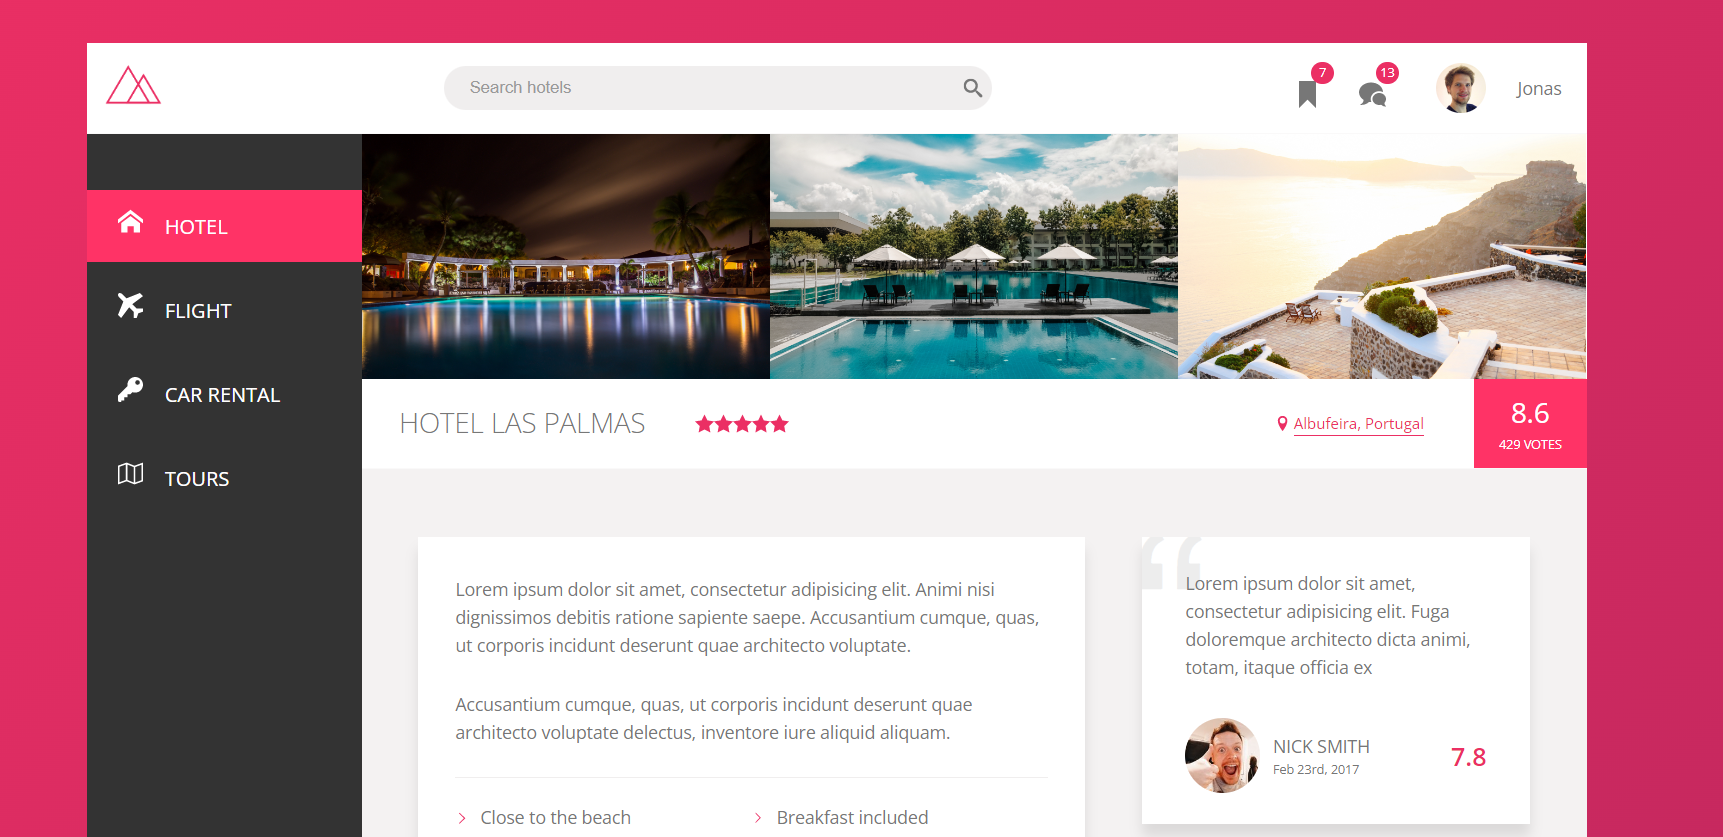 Search hotels
7
13
Jonas
HOTEL
FLIGHT
CAR RENTAL
TOURS
HOTEL LAS PALMAS
Albufeira, Portugal
8.6
429 VOTES
Lorem ipsum dolor sit amet, consectetur adipisicing elit. Animi nisi
dignissimos debitis ratione sapiente saepe. Accusantium cumque, quas,
ut corporis incidunt deserunt quae architecto voluptate.
Accusantium cumque, quas, ut corporis incidunt deserunt quae
architecto voluptate delectus, inventore iure aliquid aliquam.
Close to the beach
Breakfast included
“
Lorem ipsum dolor sit amet,
consectetur adipisicing elit. Fuga
doloremque architecto dicta animi,
totam, itaque officia ex
NICK SMITH
Feb 23rd, 2017
7.8